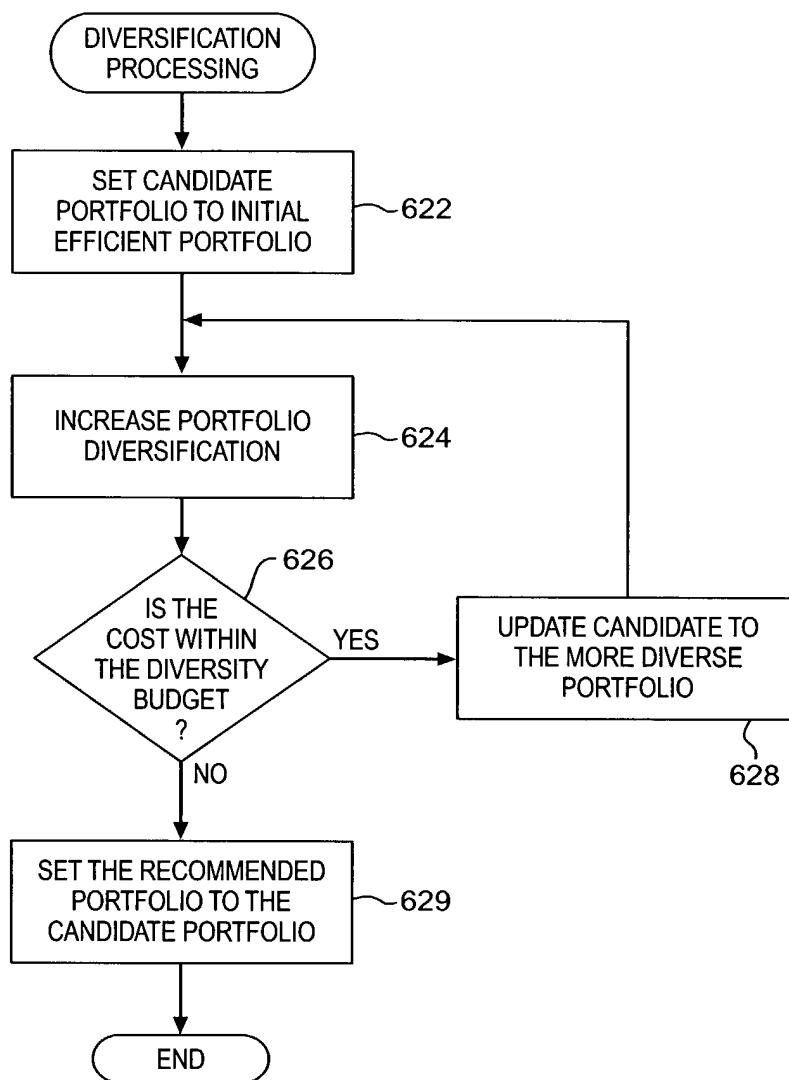 DIVERSIFICATION
PROCESSING
SET CANDIDATE
PORTFOLIO TO INITIAL
EFFICIENT PORTFOLIO
622
INCREASE PORTFOLIO
DIVERSIFICATION
624
626
IS THE
COST WITHIN
THE DIVERSITY
BUDGET
?
YES
UPDATE CANDIDATE TO
THE MORE DIVERSE
PORTFOLIO
628
NO
SET THE RECOMMENDED
PORTFOLIO TO THE
CANDIDATE PORTFOLIO
629
END